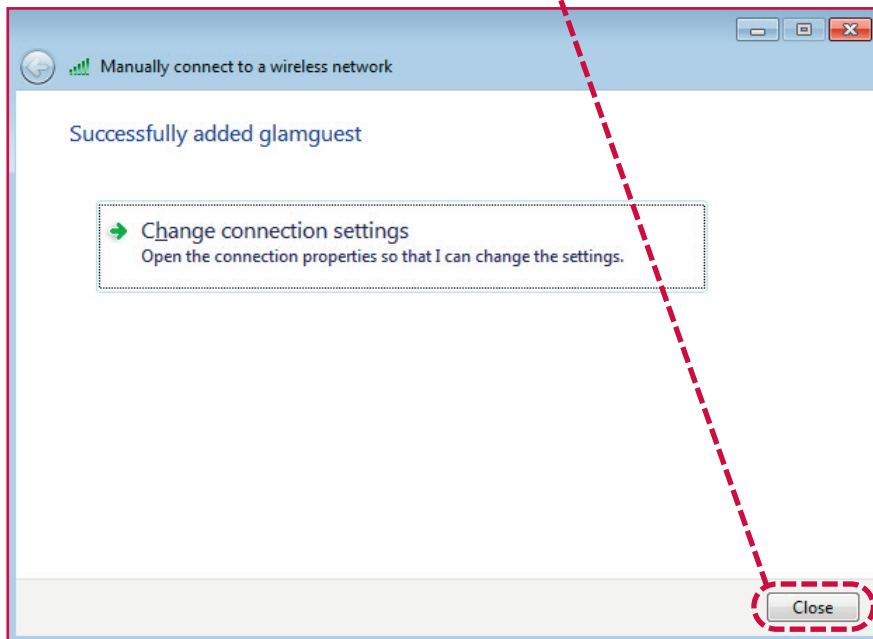 Manually connect to a wireless network
Successfully added glamguest
Change connection settings
Open the connection properties so that I can change the settings.
Close